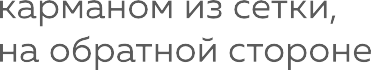 карманом из сетки,
на обратной стороне